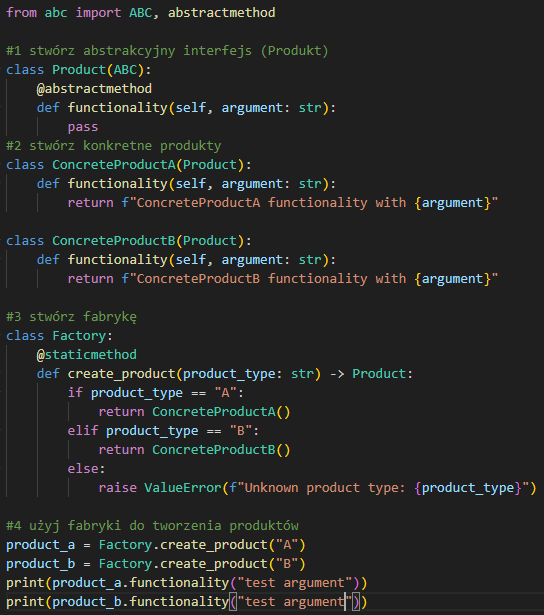 from abc import ABC, abstractmethod
#1 stwórz abstrakcyjny interfejs (Produkt)
class Product(ABC):
    @abstractmethod
    def functionality(self, argument: str):
        pass
#2 stwórz konkretne produkty
class ConcreteProductA(Product):
    def functionality(self, argument: str):
        return f"ConcreteProductA functionality with {argument}"
class ConcreteProductB(Product):
    def functionality(self, argument: str):
        return f"ConcreteProductB functionality with {argument}"
#3 stwórz fabrykę
class Factory:
    @staticmethod
    def create_product(product_type: str) -> Product:
        if product_type == "A":
            return ConcreteProductA()
        elif product_type == "B":
            return ConcreteProductB()
        else:
            raise ValueError(f"Unknown product type: {product_type}")
#4 użyj fabryki do tworzenia produktów
product_a = Factory.create_product("A")
product_b = Factory.create_product("B")
print(product_a.functionality("test argument"))
print(product_b.functionality("test argument"))